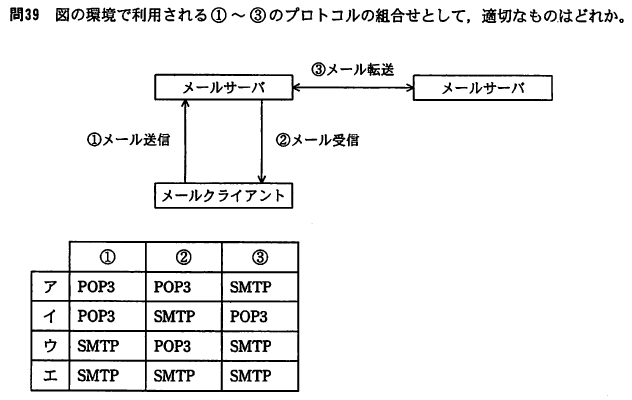 問39 図の環境で利用される①～③のプロトコルの組合せとして，適切なものはどれか。
③メール転送
メールサーバ メールサーバ
①メール送信 ②メール受信
メールクライアント
① ② ③
ア POP3 POP3 SMTP
イ POP3 SMTP POP3
ウ SMTP POP3 SMTP
エ SMTP SMTP SMTP